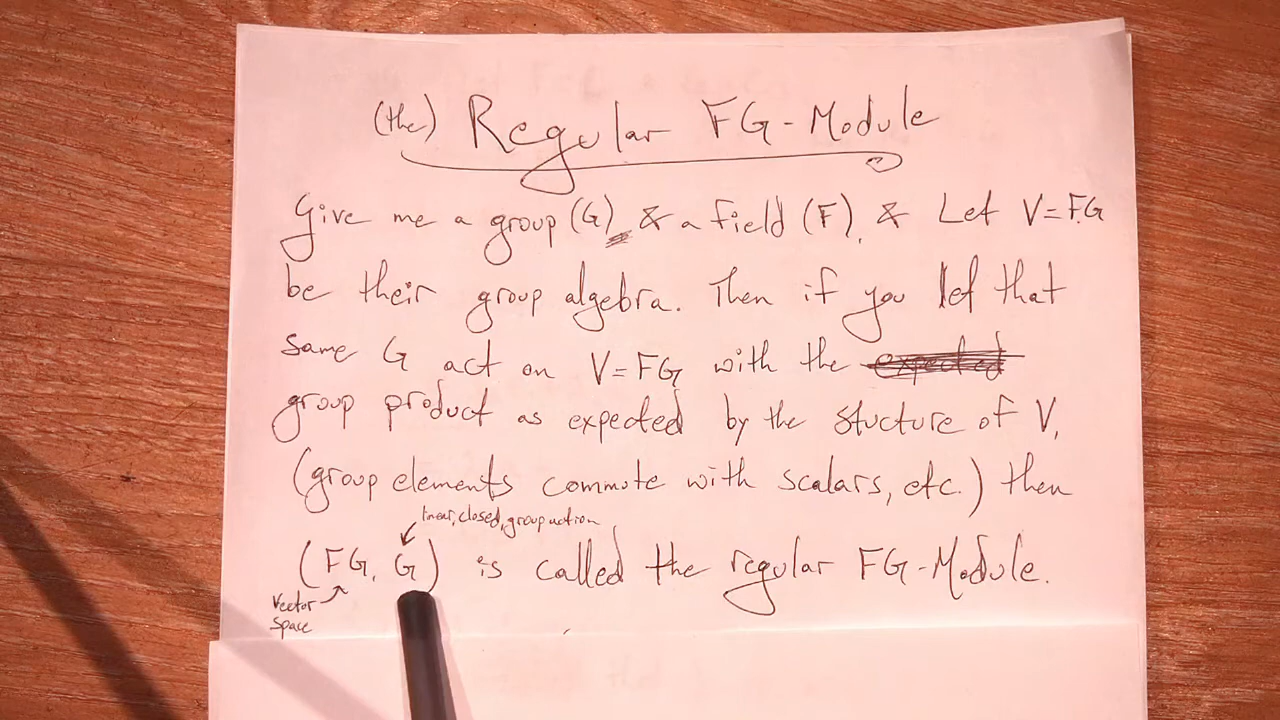 (the) Regular FG-Module
Give me a group (G) & a field (F), & Let V=FG
be their group algebra. Then if you let that
same G act on V=FG with the expected
group product as expected by the stucture of V,
(group elements commute with scalars, etc.) then
linear, closed, group action
(FG, G) is called the regular FG-Module.
vector
space